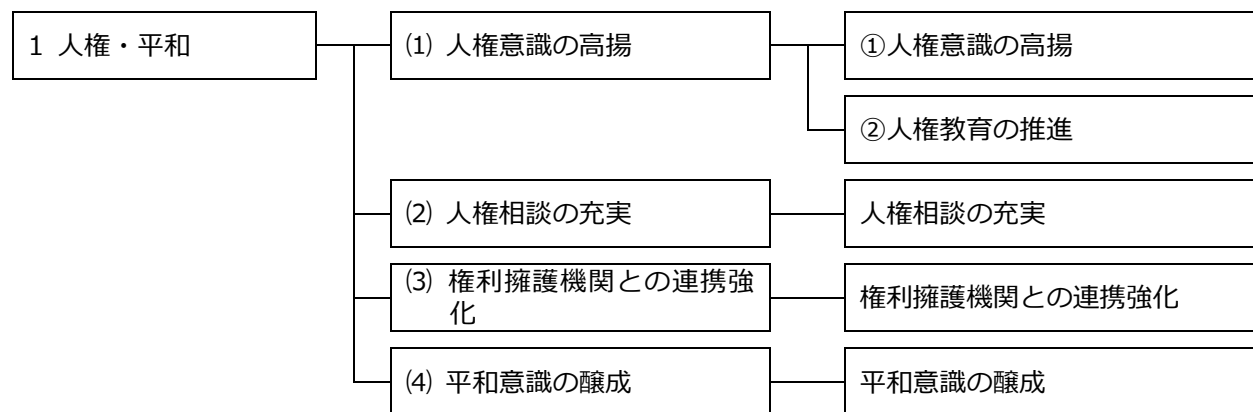 1 人権・平和
⑴ 人権意識の高揚
①人権意識の高揚
②人権教育の推進
⑵ 人権相談の充実
人権相談の充実
⑶ 権利擁護機関との連携強
化
権利擁護機関との連携強化
⑷ 平和意識の醸成
平和意識の醸成